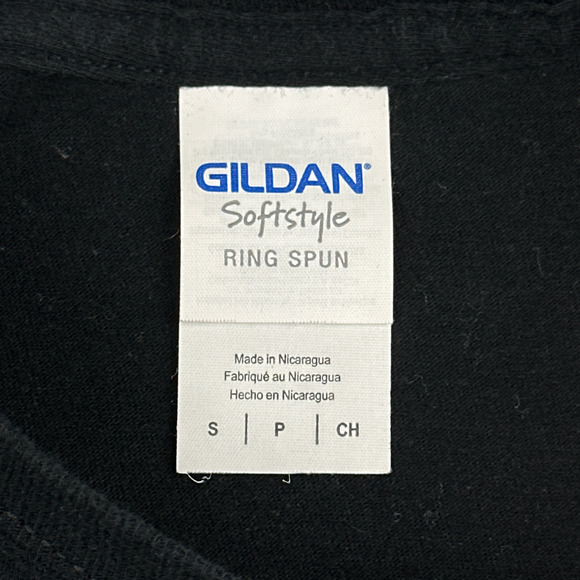 GILDAN®
Softstyle
RING SPUN
Made in Nicaragua
Fabriqué au Nicaragua
Hecho en Nicaragua
S | P | CH